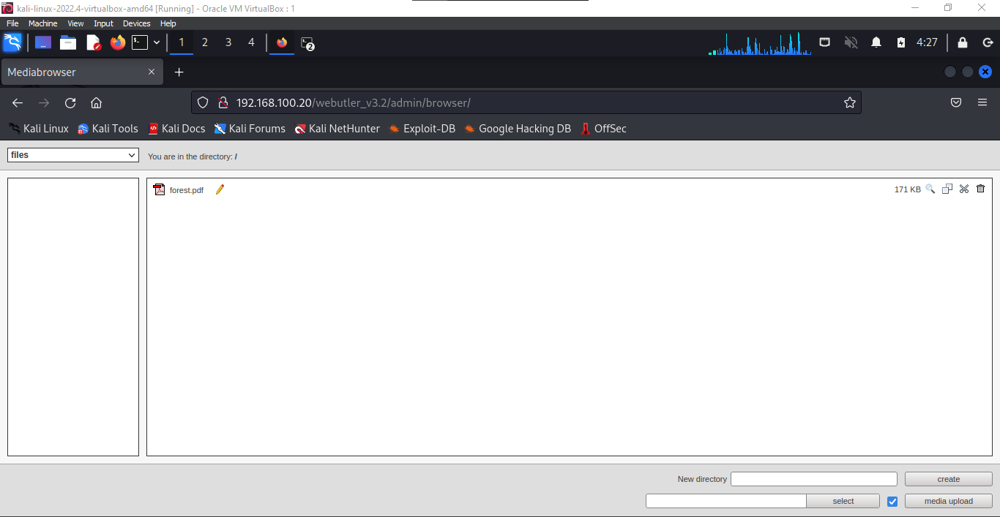 kali-linux-2022.4-virtualbox-amd64 [Running] - Oracle VM VirtualBox : 1
File Machine View Input Devices Help
1 2 3 4 2 4:27
Mediabrowser
192.168.100.20/webutler_v3.2/admin/browser/
Kali Linux Kali Tools Kali Docs Kali Forums Kali NetHunter Exploit-DB Google Hacking DB OffSec
files You are in the directory: /
forest.pdf 171 KB
New directory create
select media upload